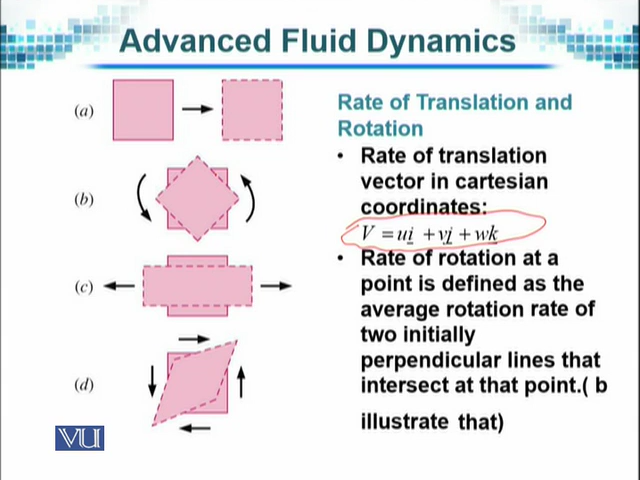 Advanced Fluid Dynamics
(a)
(b)
(c)
(d)
Rate of Translation and
Rotation
• Rate of translation
vector in cartesian
coordinates:
V = ui + vj + wk
• Rate of rotation at a
point is defined as the
average rotation rate of
two initially
perpendicular lines that
intersect at that point.( b
illustrate that)
VU